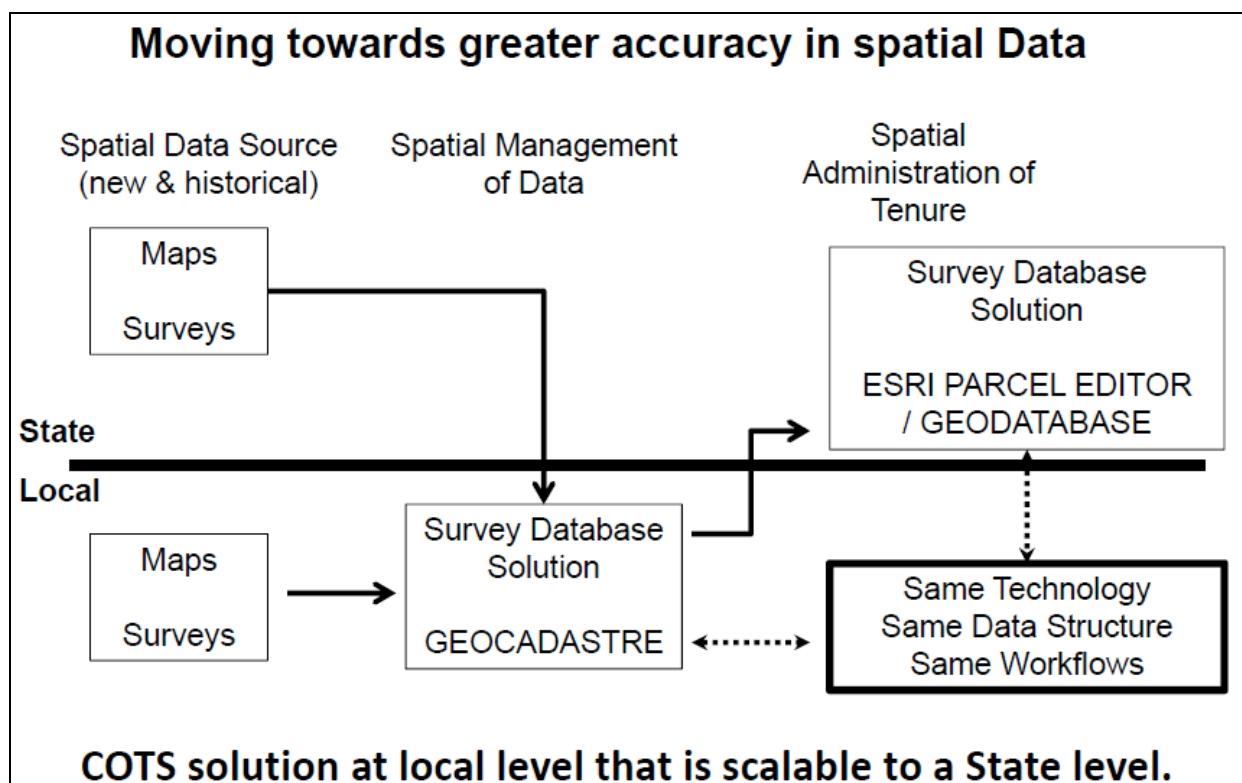 Moving towards greater accuracy in spatial Data
Spatial Data Source
(new & historical)
Spatial Management
of Data
Spatial
Administration of
Tenure
Maps
Surveys
Survey Database
Solution
ESRI PARCEL EDITOR
/ GEODATABASE
State
Local
Maps
Surveys
Survey Database
Solution
GEOCADASTRE
Same Technology
Same Data Structure
Same Workflows
COTS solution at local level that is scalable to a State level.